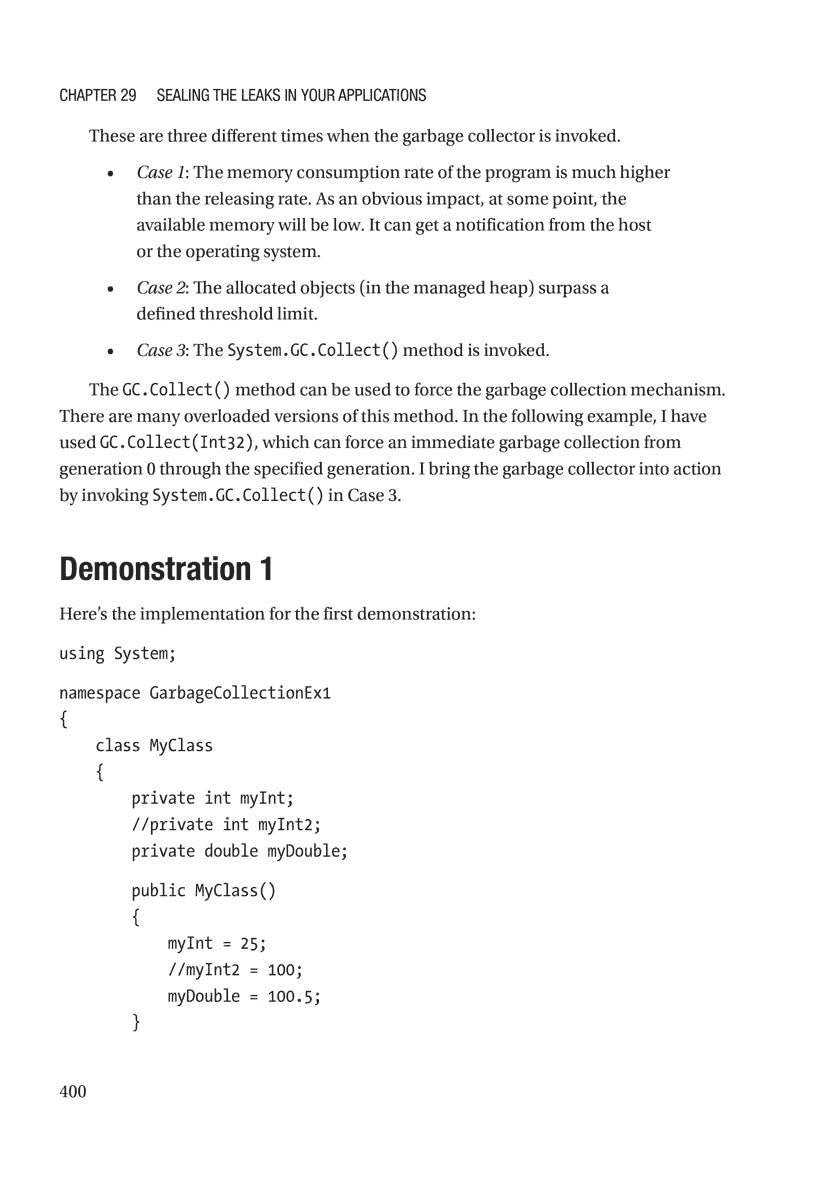 CHAPTER 29 SEALING THE LEAKS IN YOUR APPLICATIONS
These are three different times when the garbage collector is invoked.
• Case 1: The memory consumption rate of the program is much higher
than the releasing rate. As an obvious impact, at some point, the
available memory will be low. It can get a notification from the host
or the operating system.
• Case 2: The allocated objects (in the managed heap) surpass a
defined threshold limit.
• Case 3: The System.GC.Collect() method is invoked.
The GC.Collect() method can be used to force the garbage collection mechanism.
There are many overloaded versions of this method. In the following example, I have
used GC.Collect(Int32), which can force an immediate garbage collection from
generation 0 through the specified generation. I bring the garbage collector into action
by invoking System.GC.Collect() in Case 3.
Demonstration 1
Here’s the implementation for the first demonstration:
using System;
namespace GarbageCollectionEx1
{
    class MyClass
    {
        private int myInt;
        //private int myInt2;
        private double myDouble;
        public MyClass()
        {
            myInt = 25;
            //myInt2 = 100;
            myDouble = 100.5;
        }
400